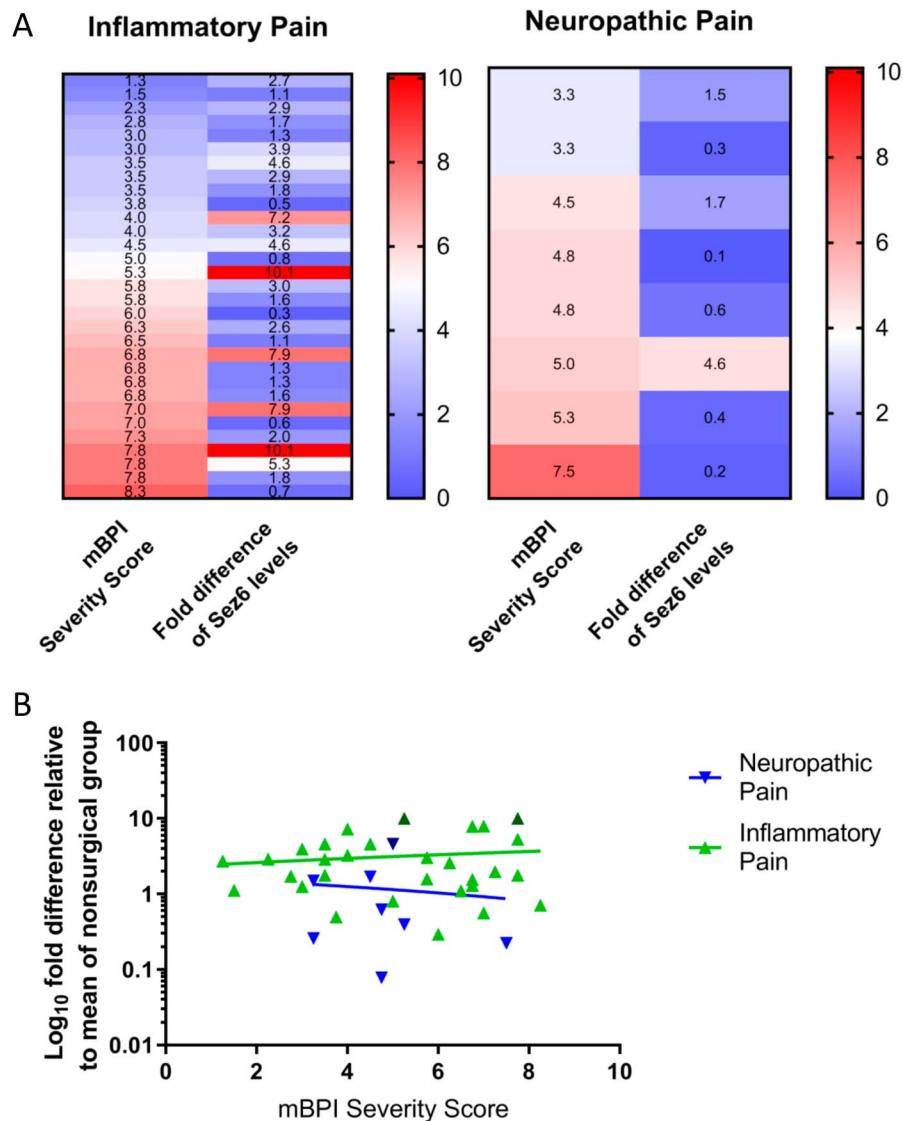 A
Inflammatory Pain
Neuropathic Pain
1.3 2.7
1.5 1.1
2.3 2.9
2.8 1.7
3.0 1.3
3.0 3.9
3.5 4.6
3.5 2.9
3.5 1.8
3.8 0.5
4.0 7.2
4.0 3.2
4.5 4.6
5.0 0.8
5.3 10.1
5.8 3.0
5.8 1.6
6.0 0.3
6.3 2.6
6.5 1.1
6.8 7.9
6.8 1.3
6.8 1.3
6.8 1.6
7.0 7.9
7.0 0.6
7.3 2.0
7.8 10.1
7.8 5.3
7.8 1.8
8.3 0.7
10
8
6
4
2
0
mBPI
Severity Score
Fold difference
of Sez6 levels
3.3 1.5
3.3 0.3
4.5 1.7
4.8 0.1
4.8 0.6
5.0 4.6
5.3 0.4
7.5 0.2
10
8
6
4
2
0
mBPI
Severity Score
Fold difference
of Sez6 levels
B
Log10 fold difference relative
to mean of nonsurgical group
100
10
1
0.1
0.01
0 2 4 6 8 10
mBPI Severity Score
Neuropathic
Pain
Inflammatory
Pain